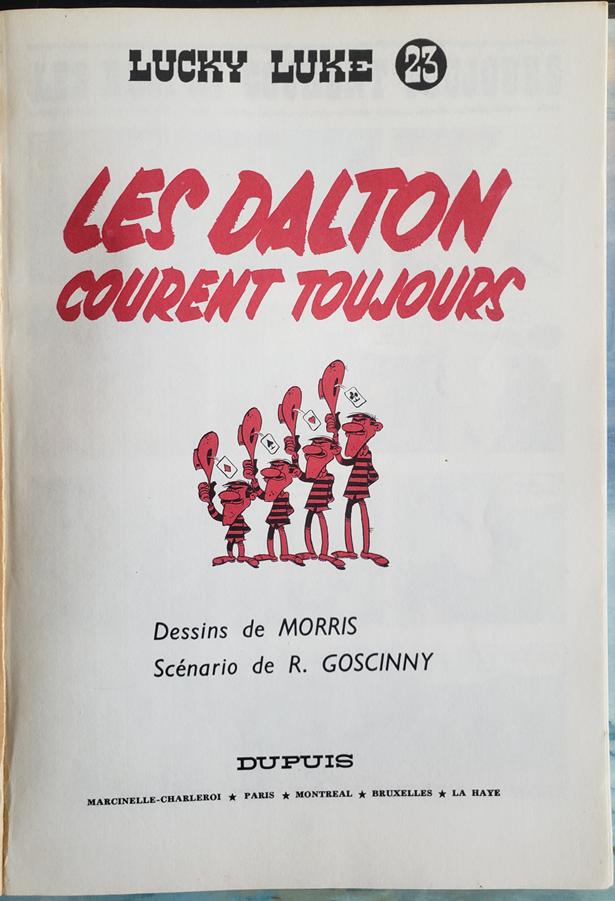 LUCKY LUKE 23
LES DALTON
COURENT TOUJOURS
Dessins de MORRIS
Scénario de R. GOSCINNY
DUPUIS
MARCINELLE-CHARLEROI ★ PARIS ★ MONTREAL ★ BRUXELLES ★ LA HAYE